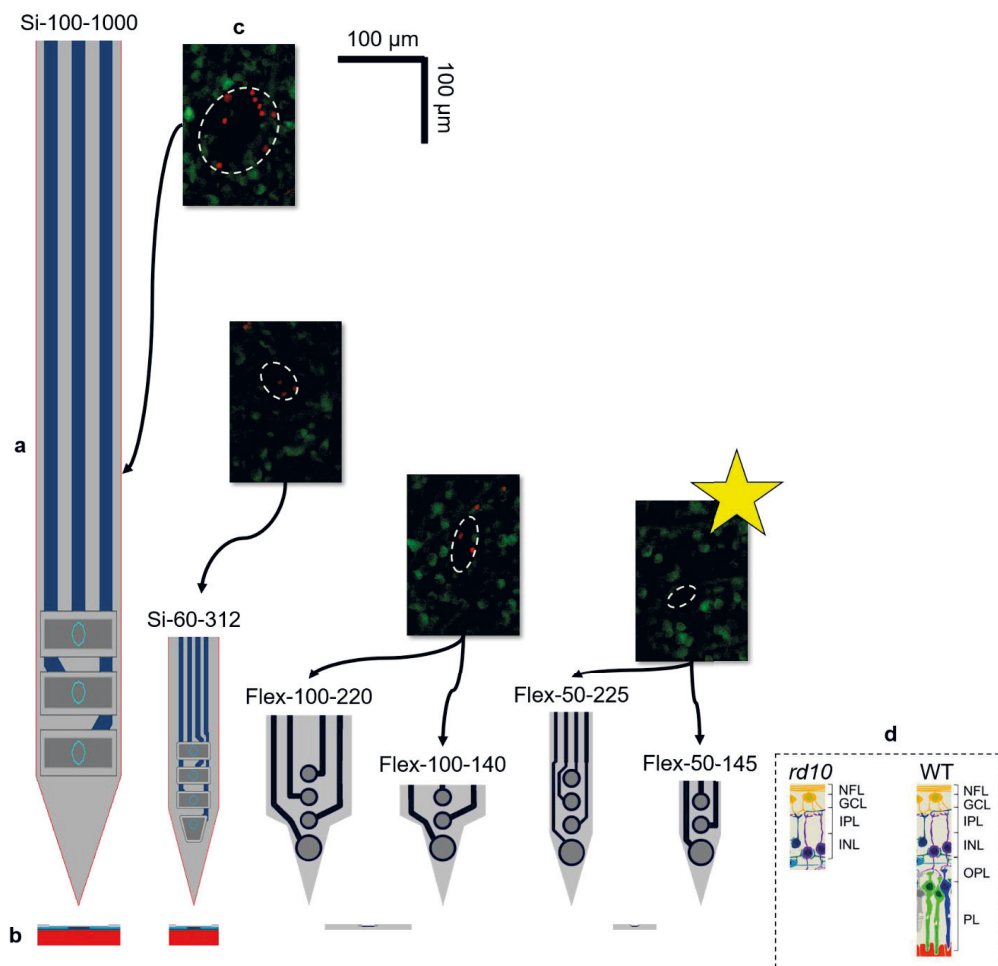 Si-100-1000
c
100 µm
100 µm
a
Si-60-312
Flex-100-220
Flex-50-225
d
Flex-100-140
Flex-50-145
rd10
WT
NFL
GCL
IPL
INL
NFL
GCL
IPL
INL
OPL
PL
b